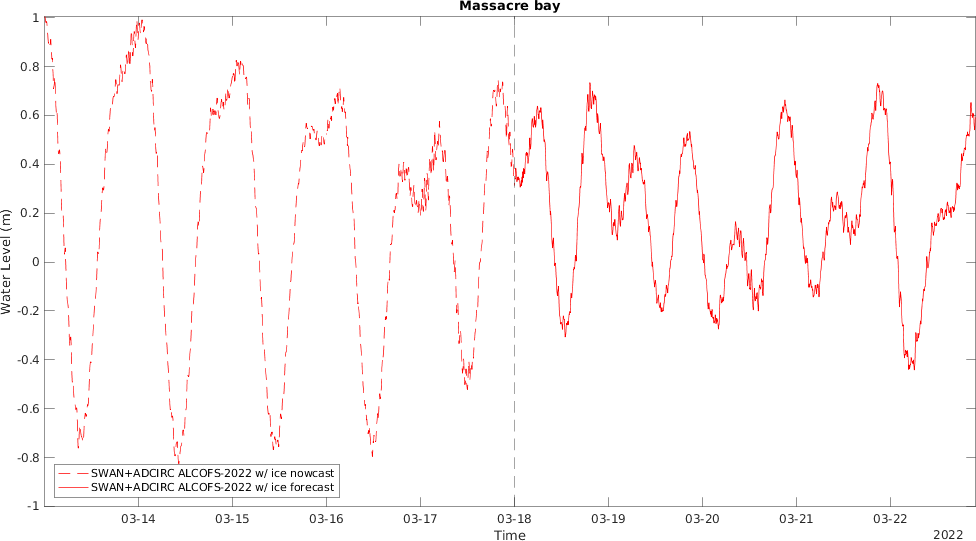 Massacre bay
1
0.8
0.6
0.4
0.2
0
-0.2
-0.4
-0.6
-0.8
-1
Water Level (m)
SWAN+ADCIRC ALCOFS-2022 w/ ice nowcast
SWAN+ADCIRC ALCOFS-2022 w/ ice forecast
03-14 03-15 03-16 03-17 03-18 03-19 03-20 03-21 03-22
Time
2022